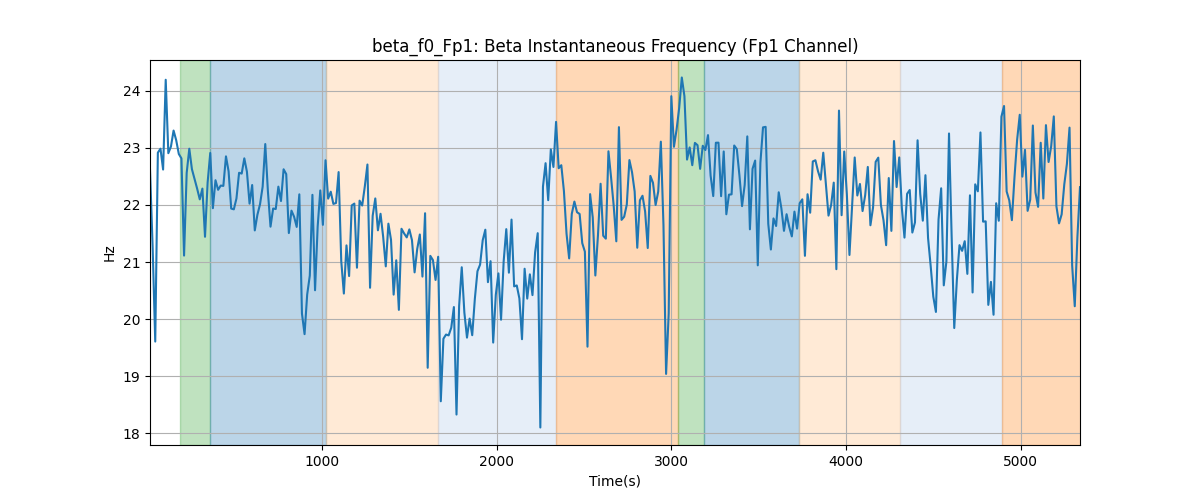 beta_f0_Fp1: Beta Instantaneous Frequency (Fp1 Channel)
24
23
22
21
20
19
18
Hz
1000 2000 3000 4000 5000
Time(s)